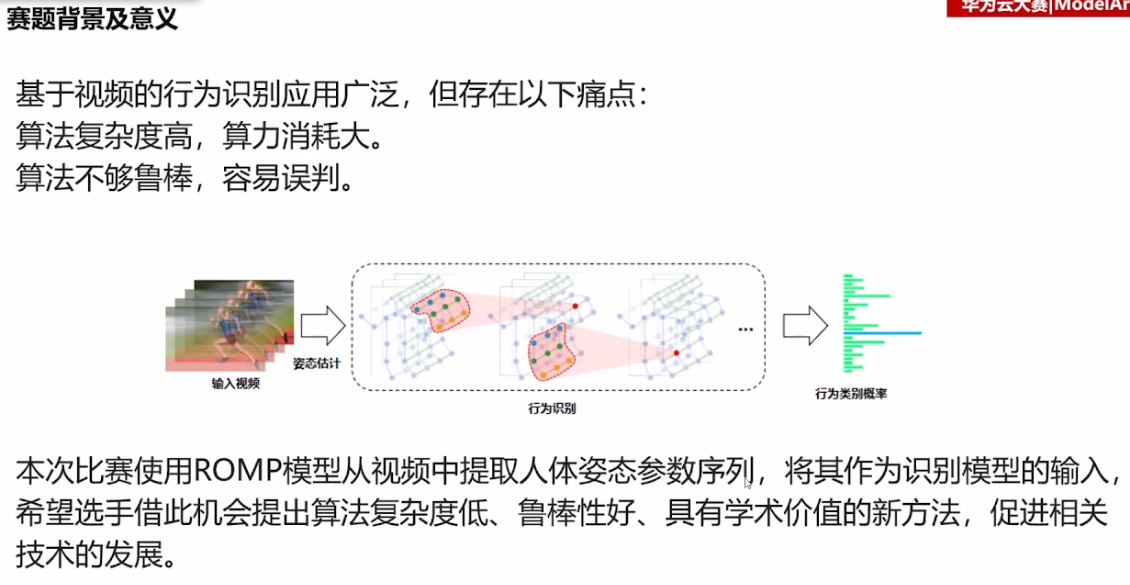 赛题背景及意义
华为云大赛|ModelAr
基于视频的行为识别应用广泛，但存在以下痛点：
算法复杂度高，算力消耗大。
算法不够鲁棒，容易误判。
输入视频
姿态估计
...
行为识别
行为类别概率
本次比赛使用ROMP模型从视频中提取人体姿态参数序列，将其作为识别模型的输入，
希望选手借此机会提出算法复杂度低、鲁棒性好、具有学术价值的新方法，促进相关
技术的发展。